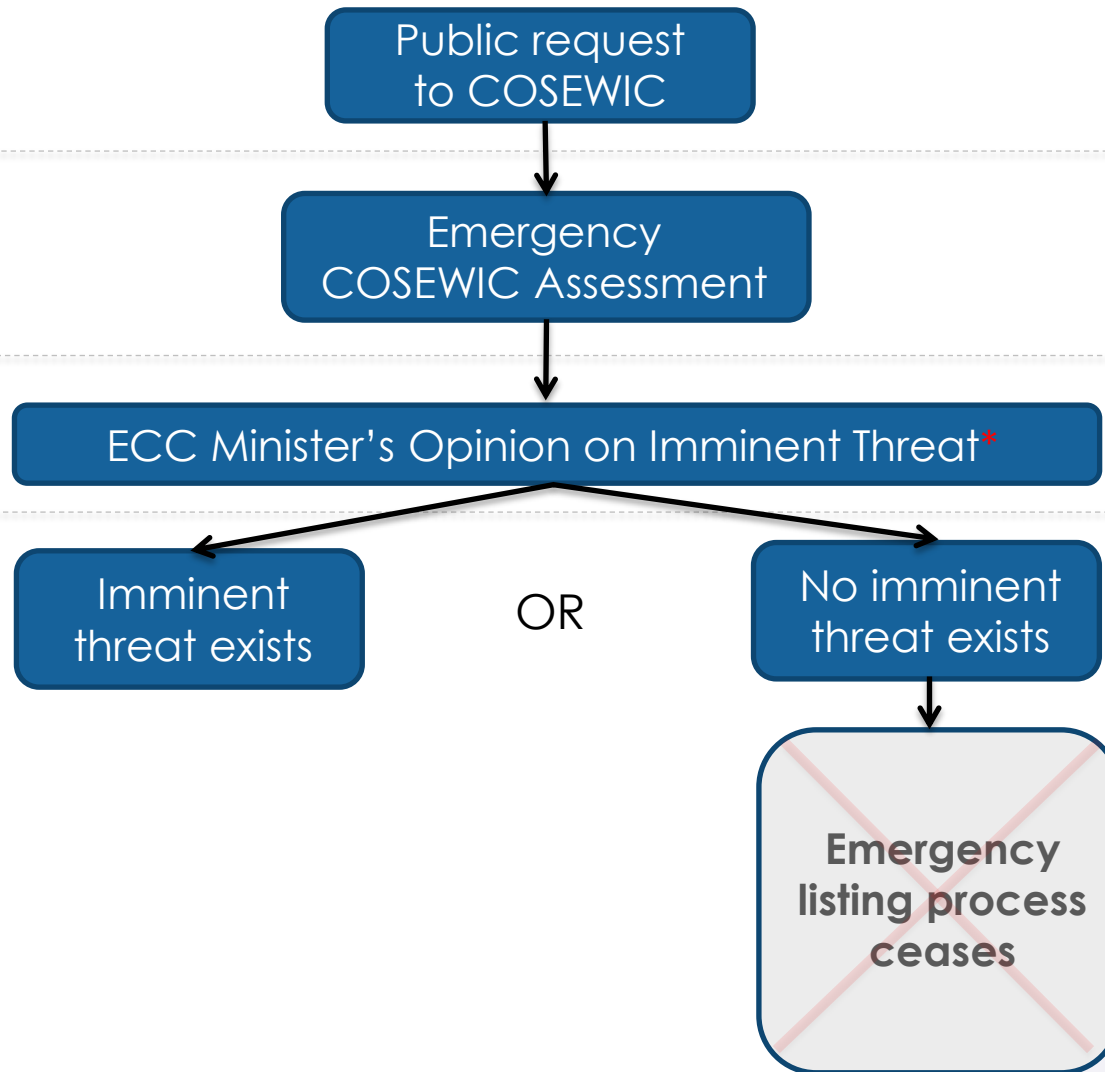 Public request
to COSEWIC
Emergency
COSEWIC Assessment
ECC Minister’s Opinion on Imminent Threat*
Imminent
threat exists
OR
No imminent
threat exists
Emergency
listing process
ceases